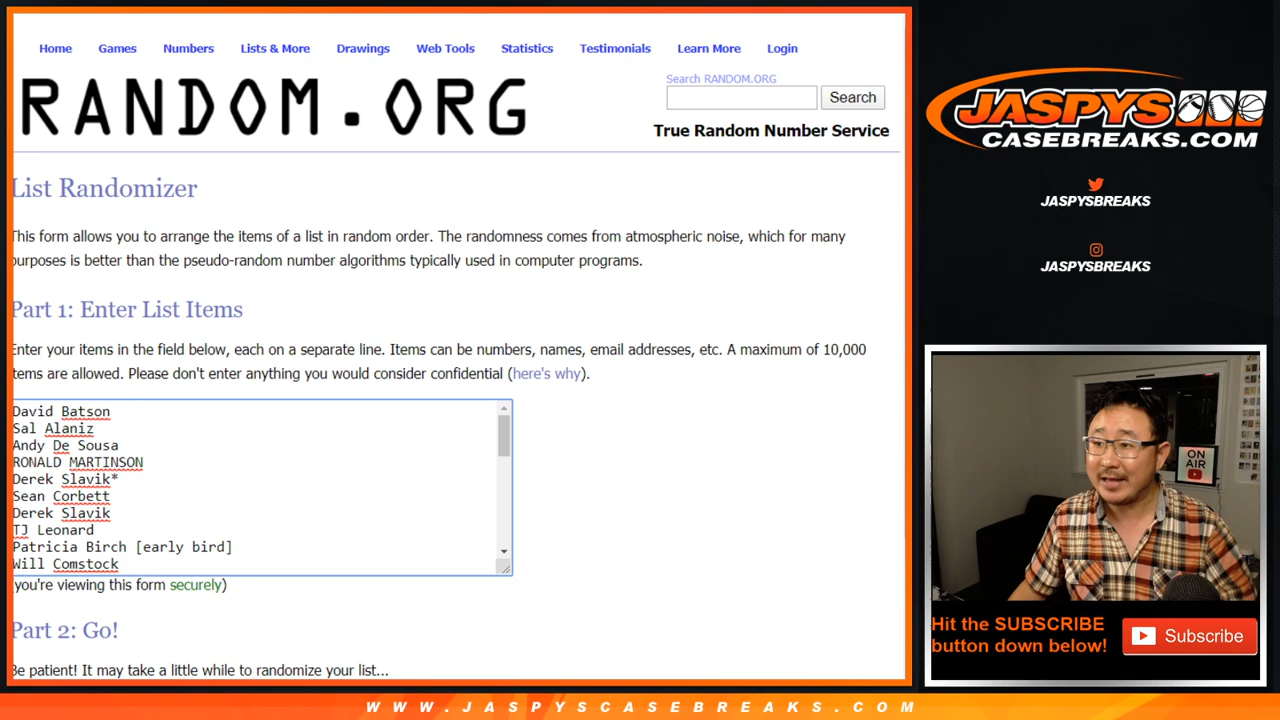 Home Games Numbers Lists & More Drawings Web Tools Statistics Testimonials Learn More Login
RANDOM.ORG
Search RANDOM.ORG
Search
True Random Number Service
List Randomizer
This form allows you to arrange the items of a list in random order. The randomness comes from atmospheric noise, which for many
purposes is better than the pseudo-random number algorithms typically used in computer programs.
Part 1: Enter List Items
Enter your items in the field below, each on a separate line. Items can be numbers, names, email addresses, etc. A maximum of 10,000
items are allowed. Please don't enter anything you would consider confidential (here's why).
David Batson
Sal Alaniz
Andy De Sousa
RONALD MARTINSON
Derek Slavik*
Sean Corbett
Derek Slavik
TJ Leonard
Patricia Birch [early bird]
Will Comstock
you're viewing this form securely)
Part 2: Go!
Be patient! It may take a little while to randomize your list...
JASPYS
CASEBREAKS.COM
JASPYSBREAKS
JASPYSBREAKS
ON
AIR
Hit the SUBSCRIBE
button down below!
Subscribe
WWW.JASPYSCASEBREAKS.COM